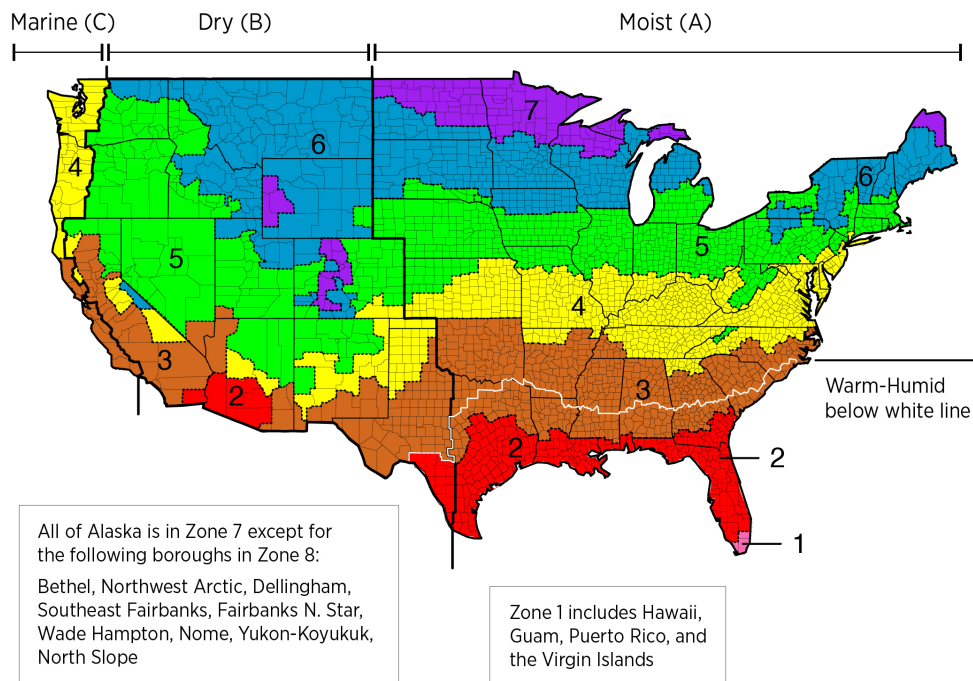 Marine (C) Dry (B) Moist (A)
7
6
4
6
5
5
4
3
3
2
Warm-Humid
below white line
2
2
1
All of Alaska is in Zone 7 except for
the following boroughs in Zone 8:
Bethel, Northwest Arctic, Dellingham,
Southeast Fairbanks, Fairbanks N. Star,
Wade Hampton, Nome, Yukon-Koyukuk,
North Slope
Zone 1 includes Hawaii,
Guam, Puerto Rico, and
the Virgin Islands